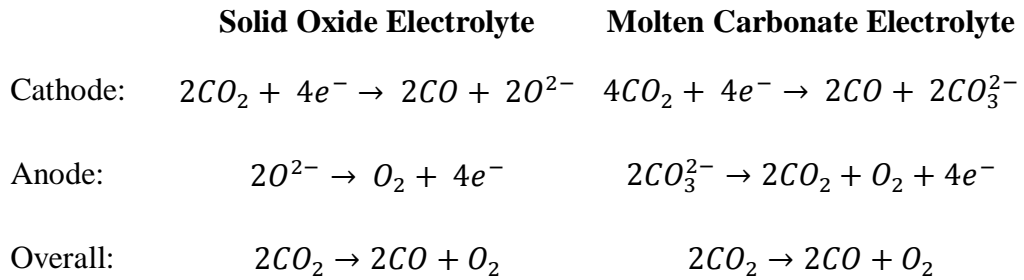 Solid Oxide Electrolyte Molten Carbonate Electrolyte
Cathode: 2CO₂ + 4e⁻ → 2CO + 2O²⁻ 4CO₂ + 4e⁻ → 2CO + 2CO₃²⁻
Anode: 2O²⁻ → O₂ + 4e⁻ 2CO₃²⁻ → 2CO₂ + O₂ + 4e⁻
Overall: 2CO₂ → 2CO + O₂ 2CO₂ → 2CO + O₂